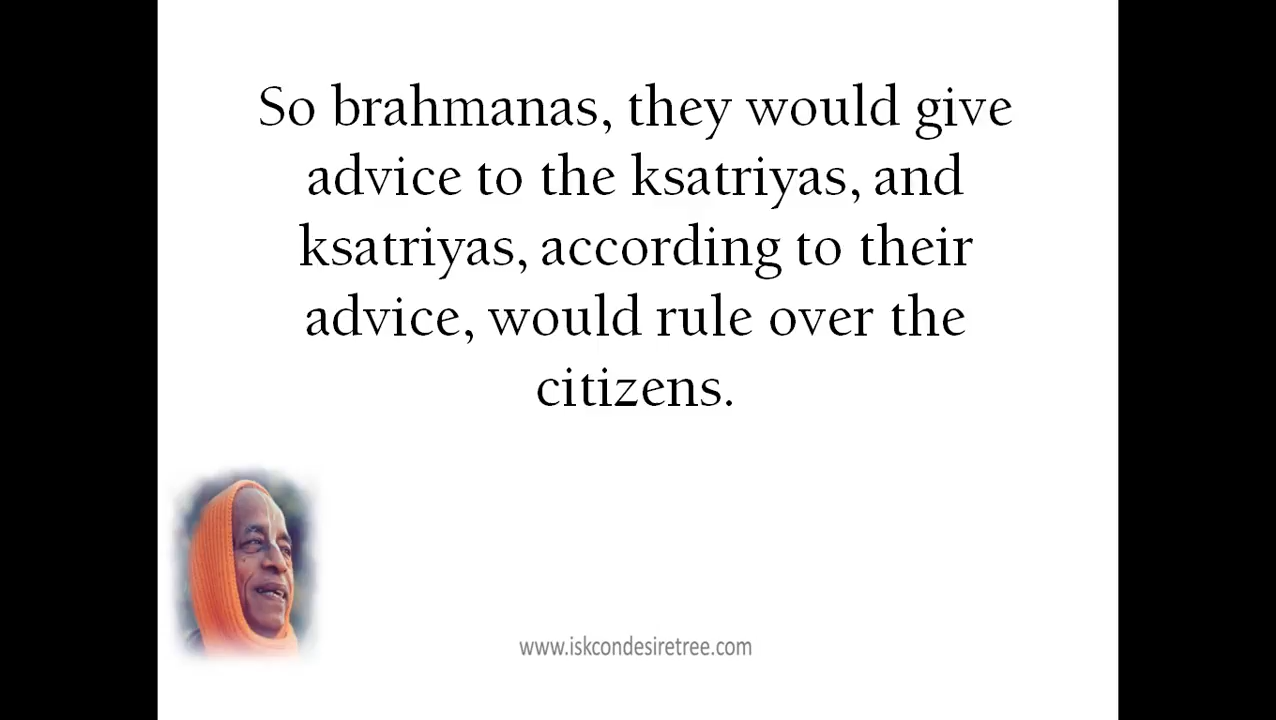 So brahmanas, they would give
advice to the ksatriyas, and
ksatriyas, according to their
advice, would rule over the
citizens.
www.iskcondesiretree.com